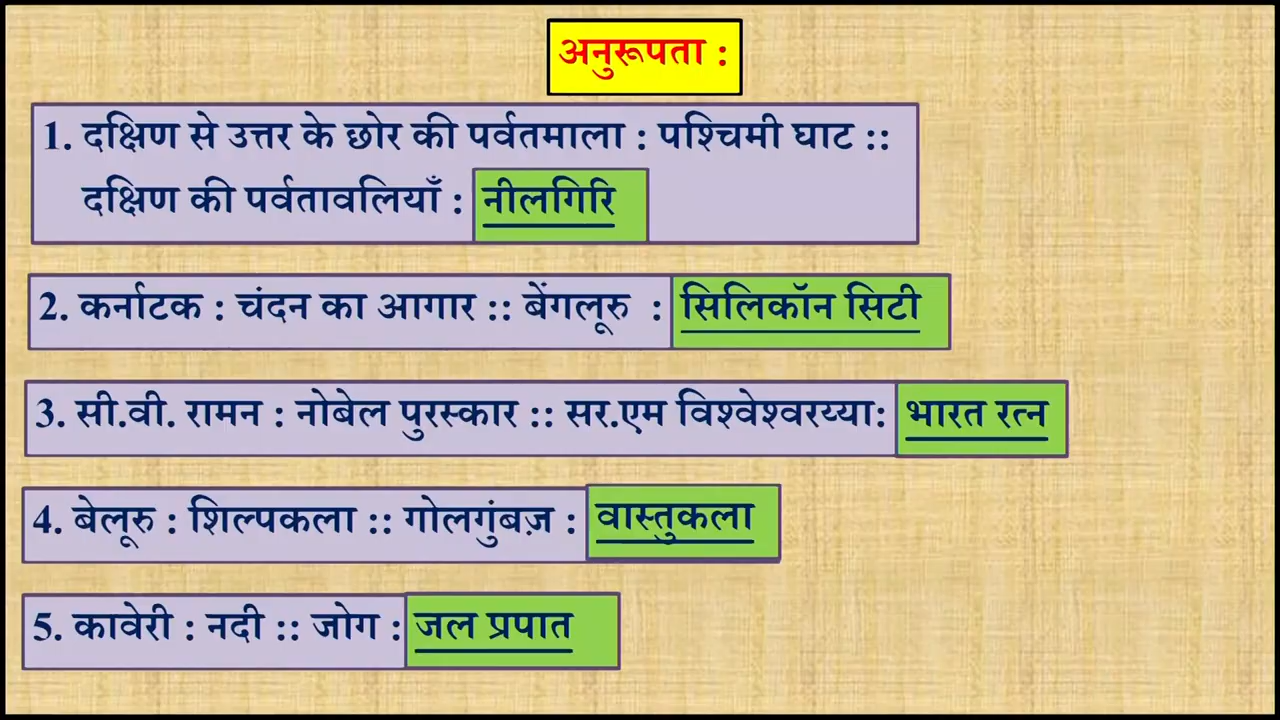 अनुरूपता :
1. दक्षिण से उत्तर के छोर की पर्वतमाला : पश्चिमी घाट ::
दक्षिण की पर्वतावलियाँ : नीलगिरि
2. कर्नाटक : चंदन का आगार :: बेंगलूरु : सिलिकॉन सिटी
3. सी.वी. रामन : नोबेल पुरस्कार :: सर.एम विश्वेश्वरय्या: भारत रत्न
4. बेलूरु : शिल्पकला :: गोलगुंबज़ : वास्तुकला
5. कावेरी : नदी :: जोग : जल प्रपात